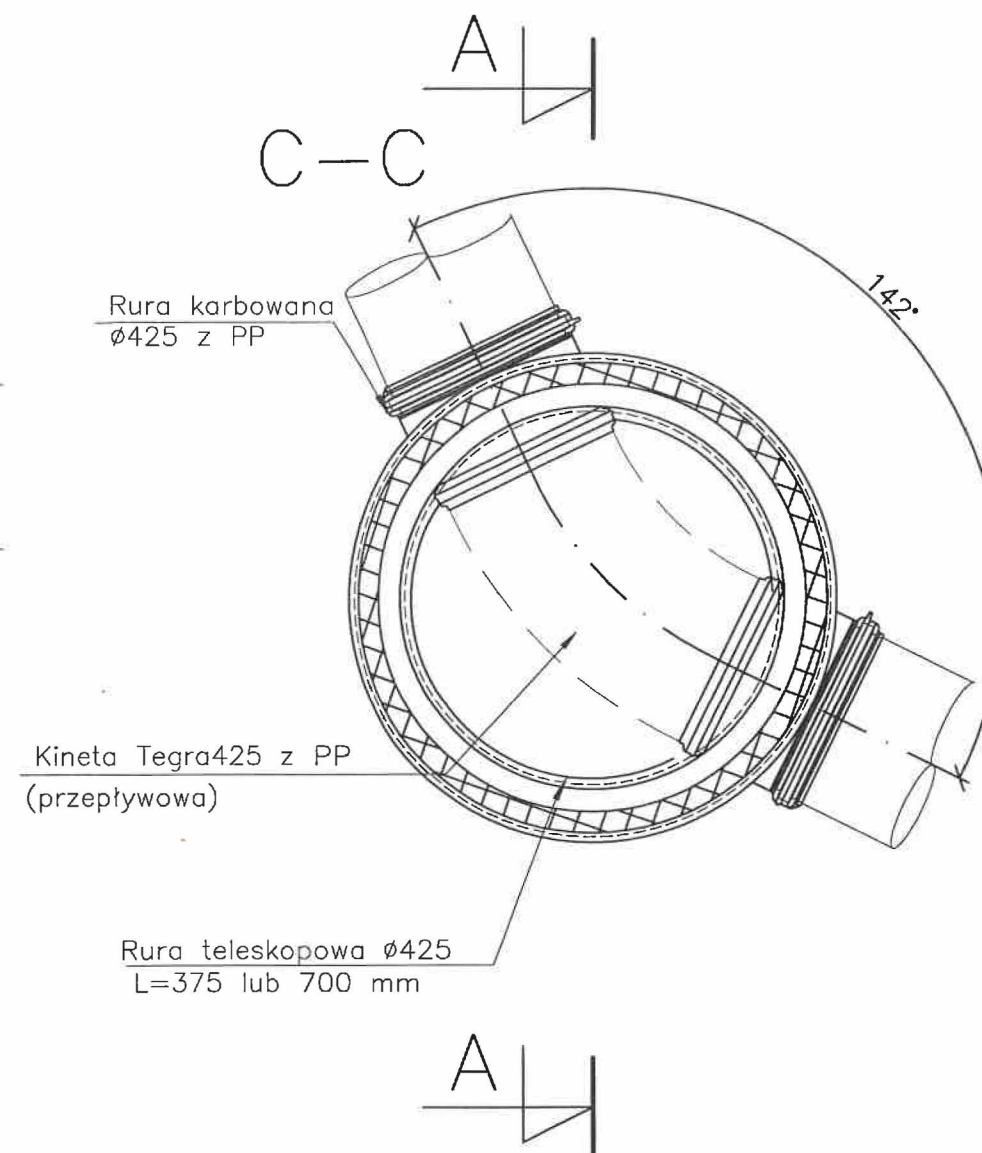 A
C–C
142°
Rura karbowana
ø425 z PP
Kineta Tegra425 z PP
(przepływowa)
Rura teleskopowa ø425
L=375 lub 700 mm
A